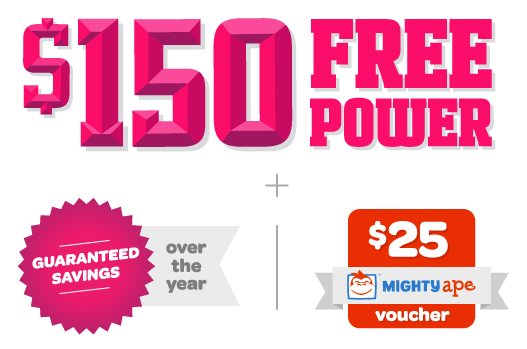 $150 FREE
POWER
+
GUARANTEED
SAVINGS
over
the
year
$25
MIGHTY ape
voucher